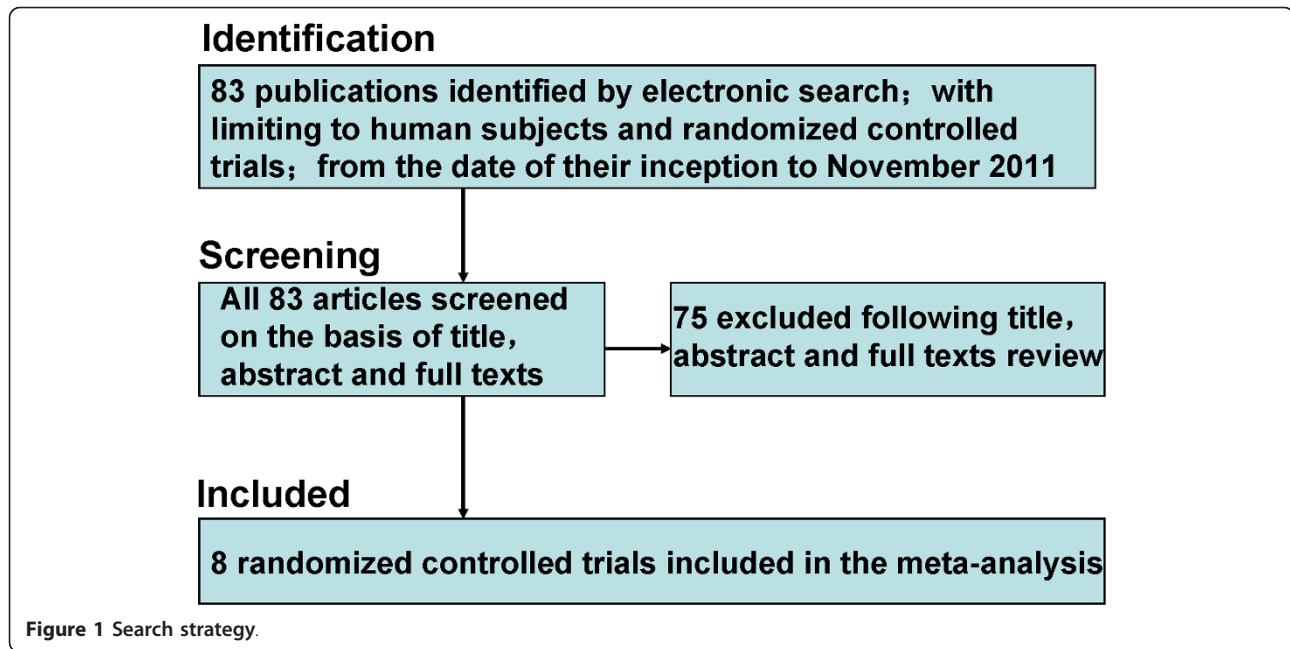 Identification
83 publications identified by electronic search; with
limiting to human subjects and randomized controlled
trials; from the date of their inception to November 2011
Screening
All 83 articles screened
on the basis of title,
abstract and full texts
75 excluded following title,
abstract and full texts review
Included
8 randomized controlled trials included in the meta-analysis
Figure 1 Search strategy.